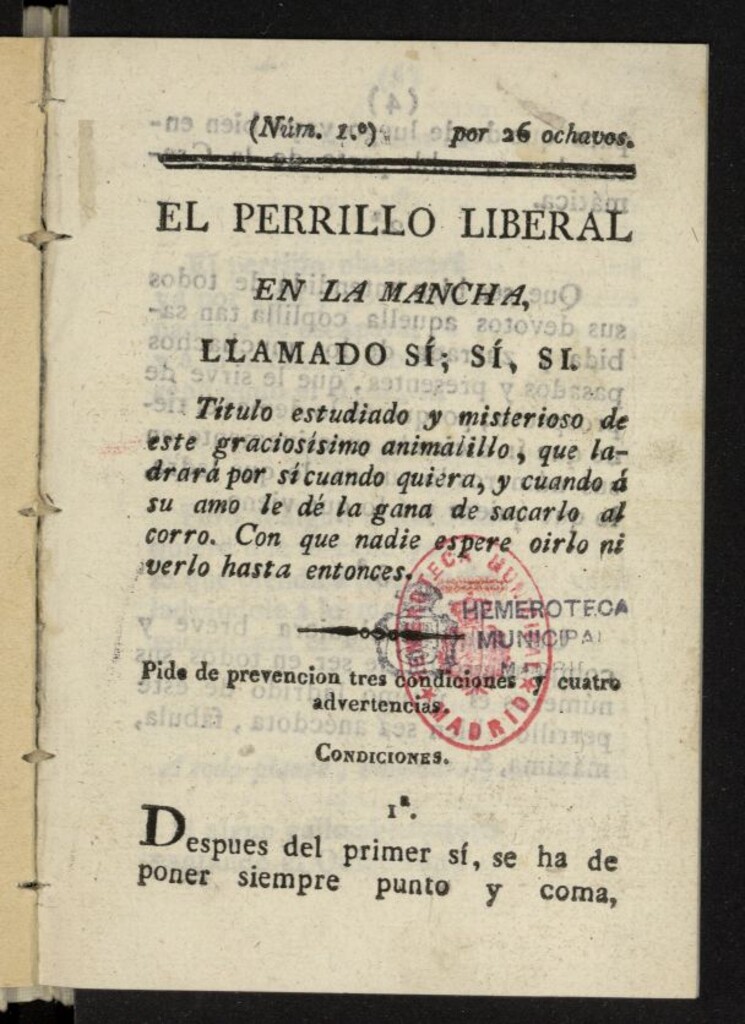 (Núm. 1.º) por 26 ochavos.
EL PERRILLO LIBERAL
EN LA MANCHA,
LLAMADO SÍ; SÍ, SI.
Título estudiado y misterioso de
este graciosísimo animalillo, que la-
drará por sí cuando quiera, y cuando á
su amo le dé la gana de sacarlo al
corro. Con que nadie espere oirlo ni
verlo hasta entonces.
HEMEROTECA MUNICIPAL
MADRID
HEMEROTECA
MUNICIPAL
Pide de prevencion tres condiciones y cuatro
advertencias.
CONDICIONES.
1ª.
Despues del primer sí, se ha de
poner siempre punto y coma,